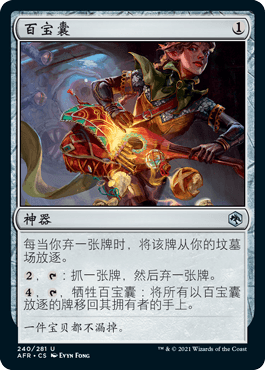 百宝囊 1
神器
每当你弃一张牌时，将该牌从你的坟墓
场放逐。
2，：抓一张牌，然后弃一张牌。
4，，牺牲百宝囊：将所有以百宝囊
放逐的牌移回其拥有者的手上。
一件宝贝都不漏掉。
240/281 U
AFR • CS Evyn Fong
™ & © 2021 Wizards of the Coast